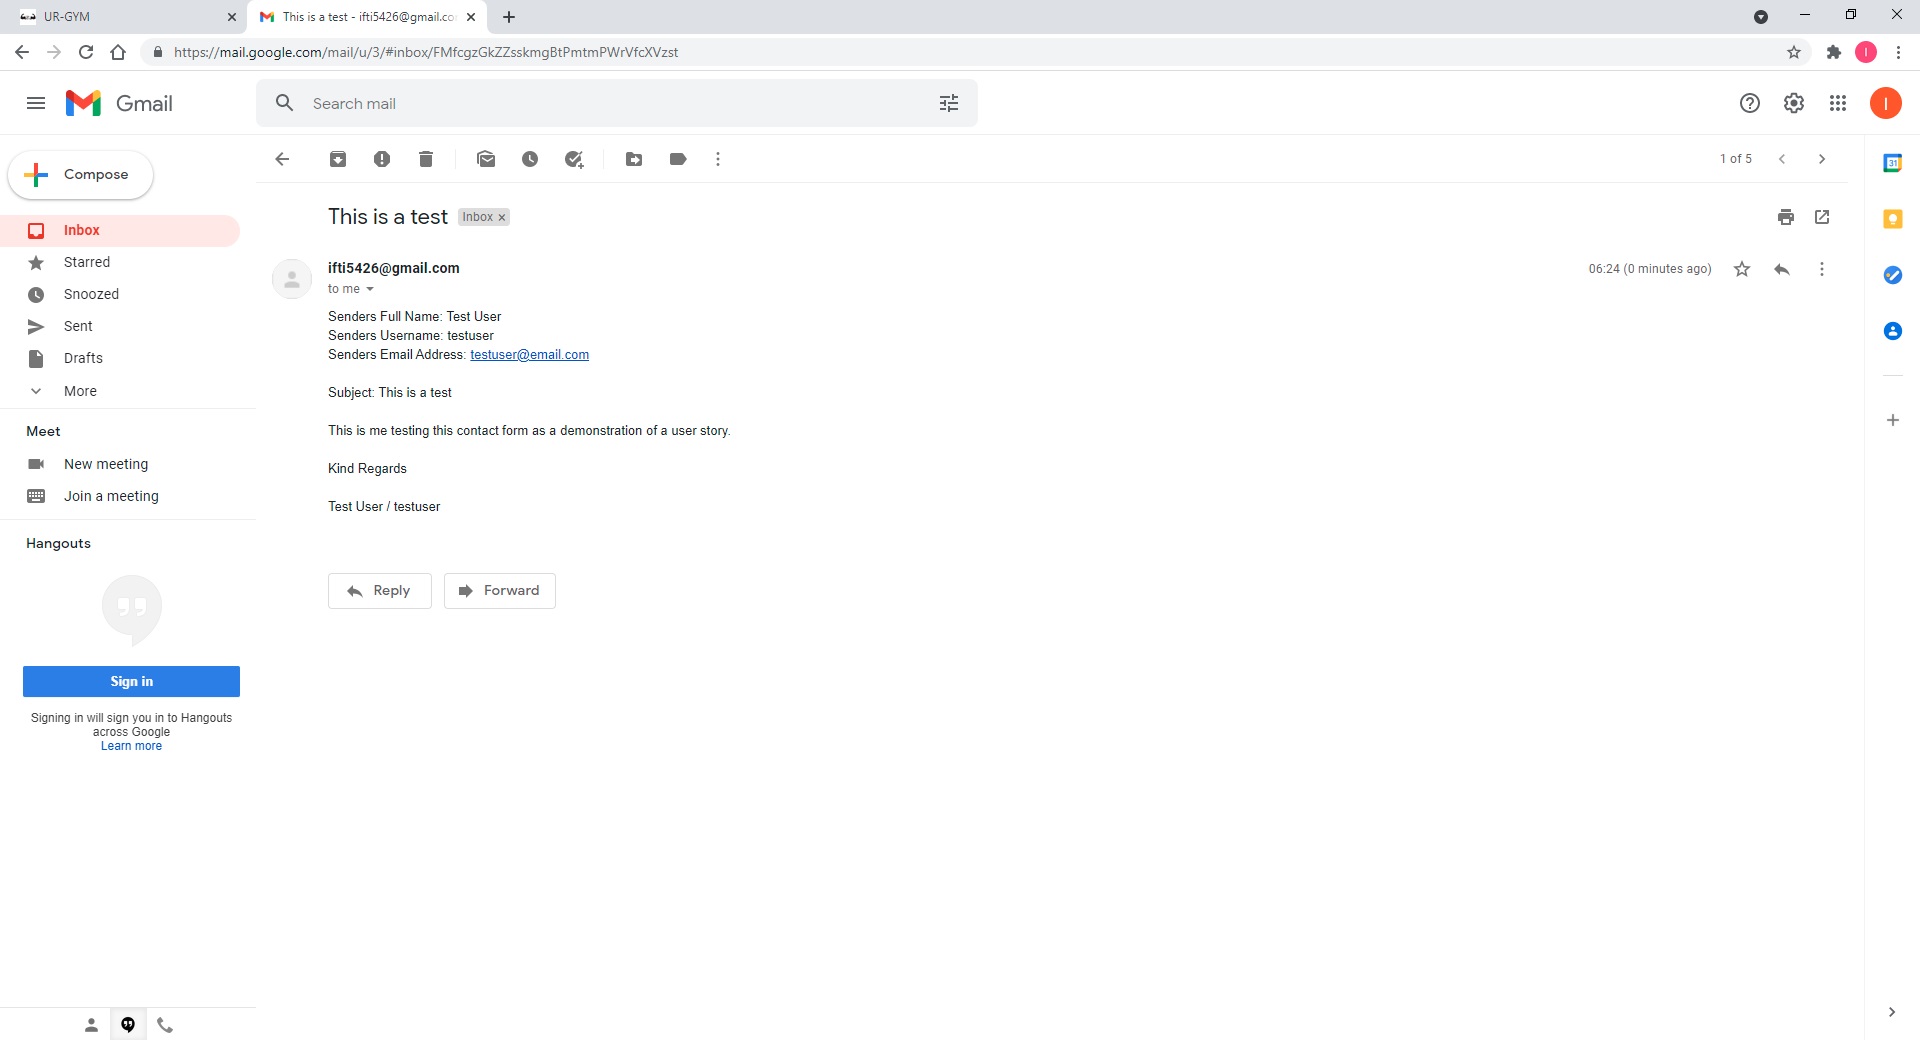 UR-GYM
This is a test - ifti5426@gmail.co
https://mail.google.com/mail/u/3/#inbox/FMfcgzGkZZsskmgBtPmtmPWrVfcXVzst
I
Gmail
Search mail
I
Compose
1 of 5
31
Inbox
Starred
Snoozed
Sent
Drafts
More
This is a test Inbox x
ifti5426@gmail.com
06:24 (0 minutes ago)
to me
Senders Full Name: Test User
Senders Username: testuser
Senders Email Address: testuser@email.com
Subject: This is a test
This is me testing this contact form as a demonstration of a user story.
Kind Regards
Test User / testuser
Reply
Forward
Meet
New meeting
Join a meeting
Hangouts
Sign in
Signing in will sign you in to Hangouts
across Google
Learn more